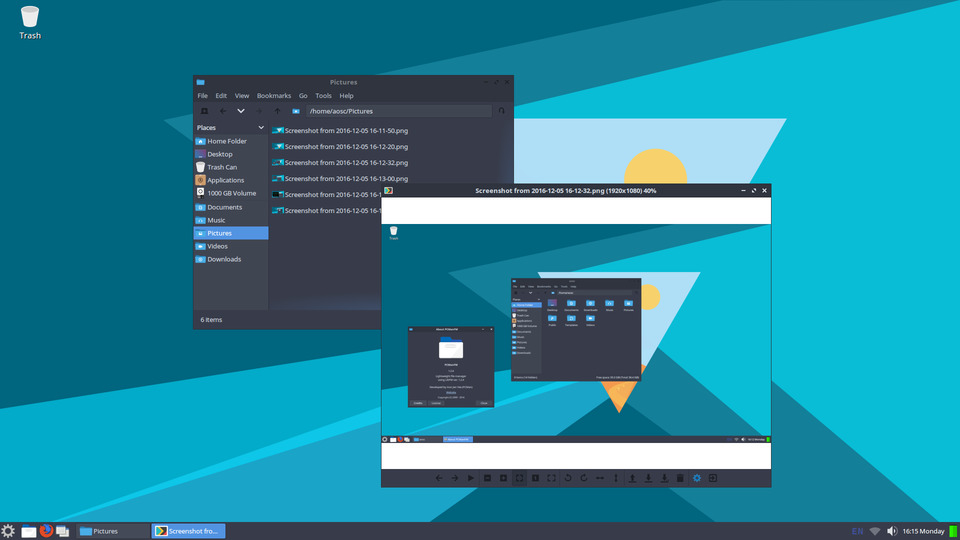 Trash
Pictures
File Edit View Bookmarks Go Tools Help
/home/aosc/Pictures
Places
Home Folder
Desktop
Trash Can
Applications
1000 GB Volume
Documents
Music
Pictures
Videos
Downloads
Screenshot from 2016-12-05 16-11-50.png
Screenshot from 2016-12-05 16-12-20.png
Screenshot from 2016-12-05 16-12-32.png
Screenshot from 2016-12-05 16-13-00.png
Screenshot from 2016-12-05 16-1
Screenshot from 2016-12-05 16-1
6 items
Screenshot from 2016-12-05 16-12-32.png (1920x1080) 40%
Trash
Pictures
Screenshot fro...
EN
16:15 Monday